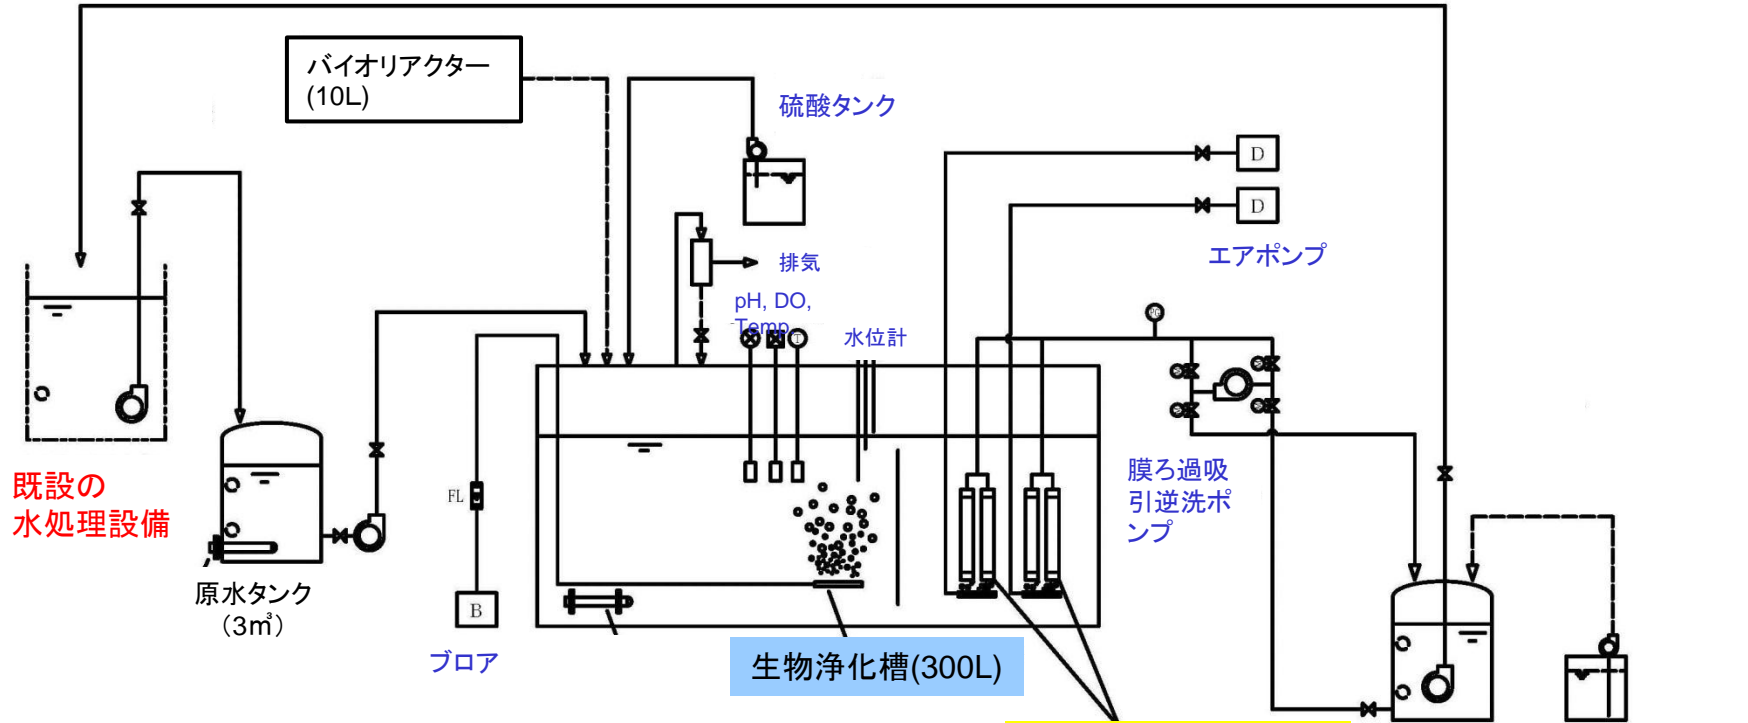 バイオリアクター
(10L)
硫酸タンク
D
D
エアポンプ
排気
pH, DO,
Temp.
水位計
PG
T
既設の
水処理設備
FL
膜ろ過吸
引逆洗ポ
ンプ
原水タンク
（3㎥）
B
ブロア
生物浄化槽(300L)